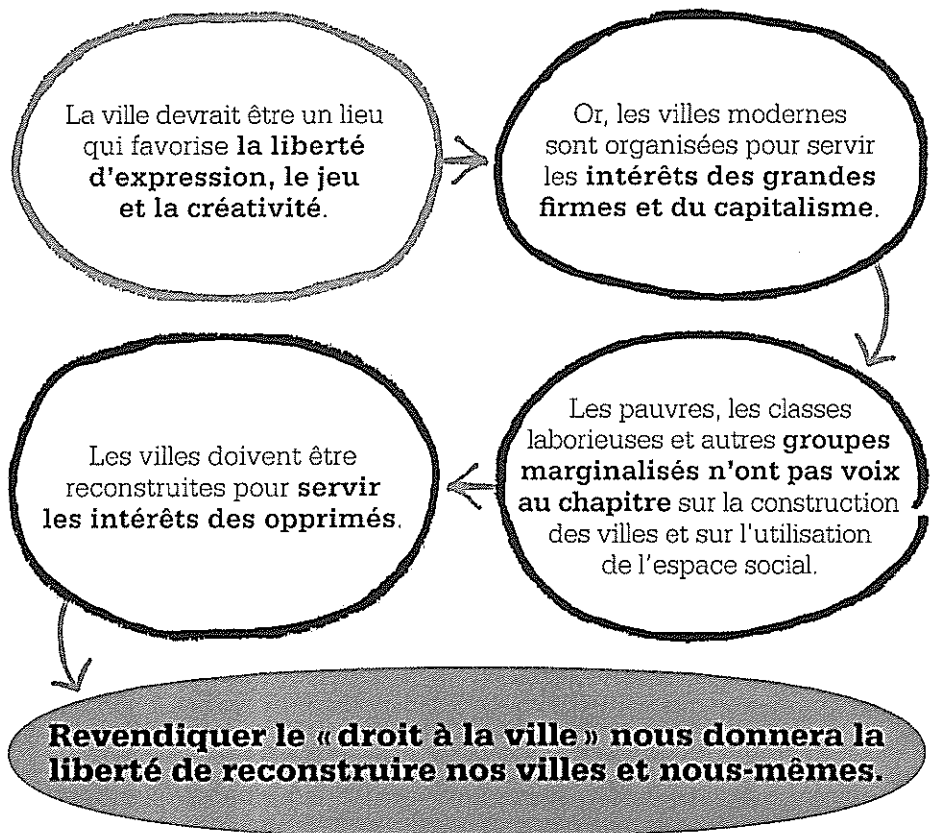 La ville devrait être un lieu
qui favorise la liberté
d'expression, le jeu
et la créativité.
Or, les villes modernes
sont organisées pour servir
les intérêts des grandes
firmes et du capitalisme.
Les pauvres, les classes
laborieuses et autres groupes
marginalisés n'ont pas voix
au chapitre sur la construction
des villes et sur l'utilisation
de l'espace social.
Les villes doivent être
reconstruites pour servir
les intérêts des opprimés.
Revendiquer le « droit à la ville » nous donnera la
liberté de reconstruire nos villes et nous-mêmes.